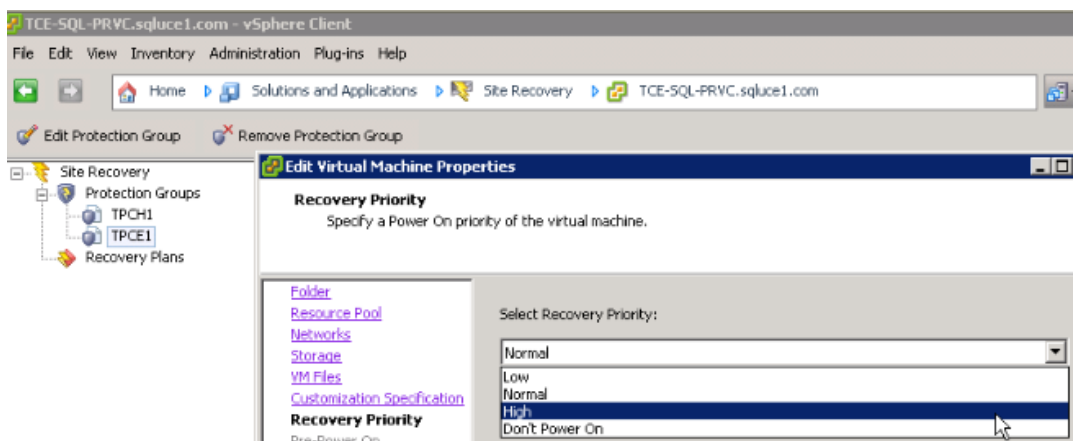 TCE-SQL-PRVC.sqluce1.com - vSphere Client
File Edit View Inventory Administration Plug-ins Help
Home Solutions and Applications Site Recovery TCE-SQL-PRVC.sqluce1.com
Edit Protection Group Remove Protection Group
Site Recovery
Protection Groups
TPCH1
TPCE1
Recovery Plans
Edit Virtual Machine Properties
Recovery Priority
Specify a Power On priority of the virtual machine.
Folder
Resource Pool
Networks
Storage
VM Files
Customization Specification
Recovery Priority
Pre-Power On
Select Recovery Priority:
Normal
Low
Normal
High
Don't Power On